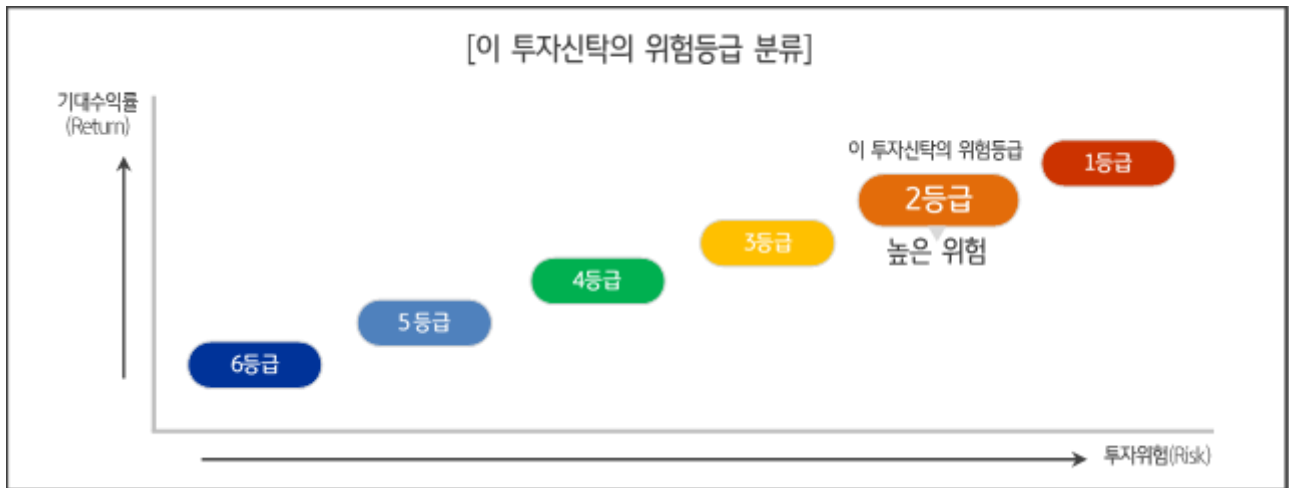 [이 투자신탁의 위험등급 분류]
기대수익률
(Return)
이 투자신탁의 위험등급
1등급
2등급
높은 위험
3등급
4등급
5등급
6등급
투자위험(Risk)